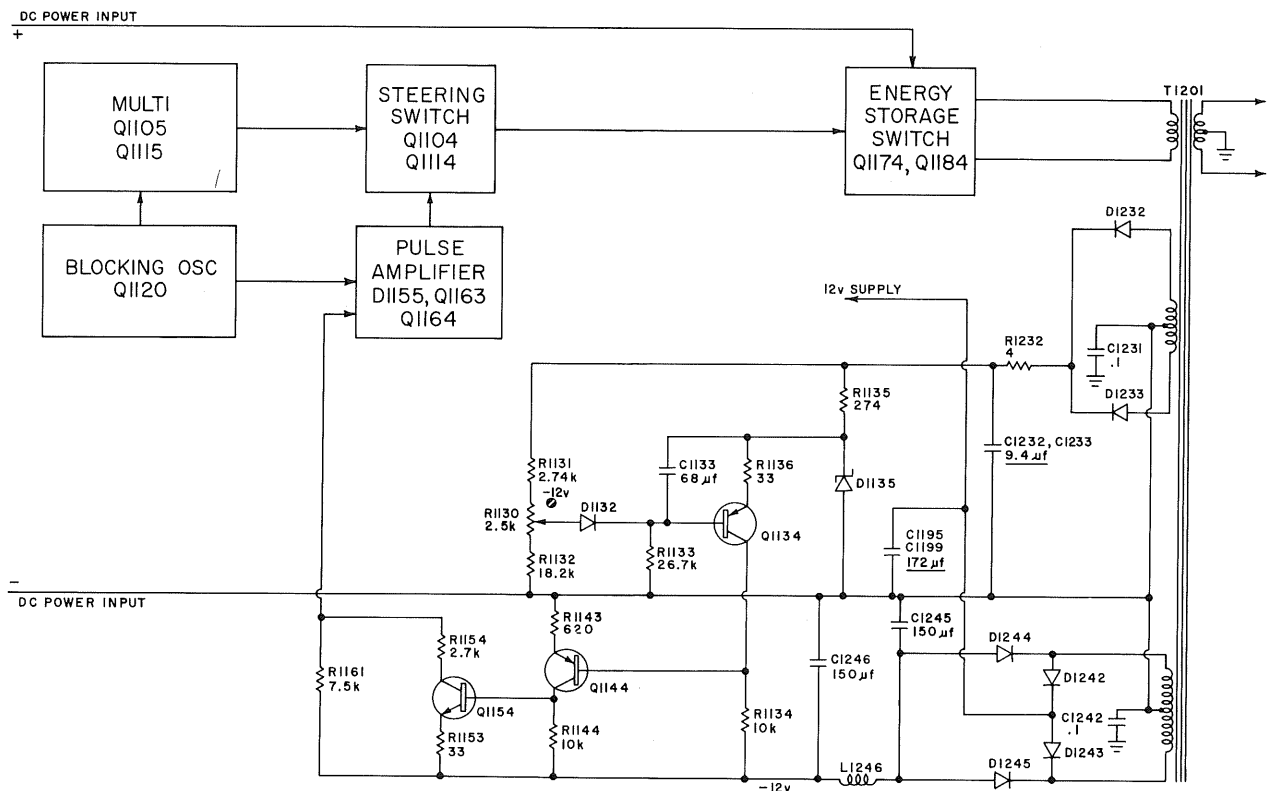 DC POWER INPUT
+
MULTI
Q1105
Q1115
STEERING
SWITCH
Q1104
Q1114
ENERGY
STORAGE
SWITCH
Q1174, Q1184
T1201
BLOCKING OSC
Q1120
PULSE
AMPLIFIER
D1155, Q1163
Q1164
D1232
12v SUPPLY
R1232
4
C1231
.1
D1233
R1135
274
C1232, C1233
9.4 µf
R1131
2.74k
-12v
R1130
2.5k
D1132
C1133
68 µf
R1136
33
D1135
Q1134
R1132
18.2k
R1133
26.7k
C1195
C1199
172 µf
-
DC POWER INPUT
R1143
620
C1245
150 µf
R1154
2.7k
C1246
150 µf
D1244
R1161
7.5k
Q1144
D1242
Q1154
R1134
10k
C1242
.1
R1153
33
R1144
10k
D1243
L1246
D1245
-12v